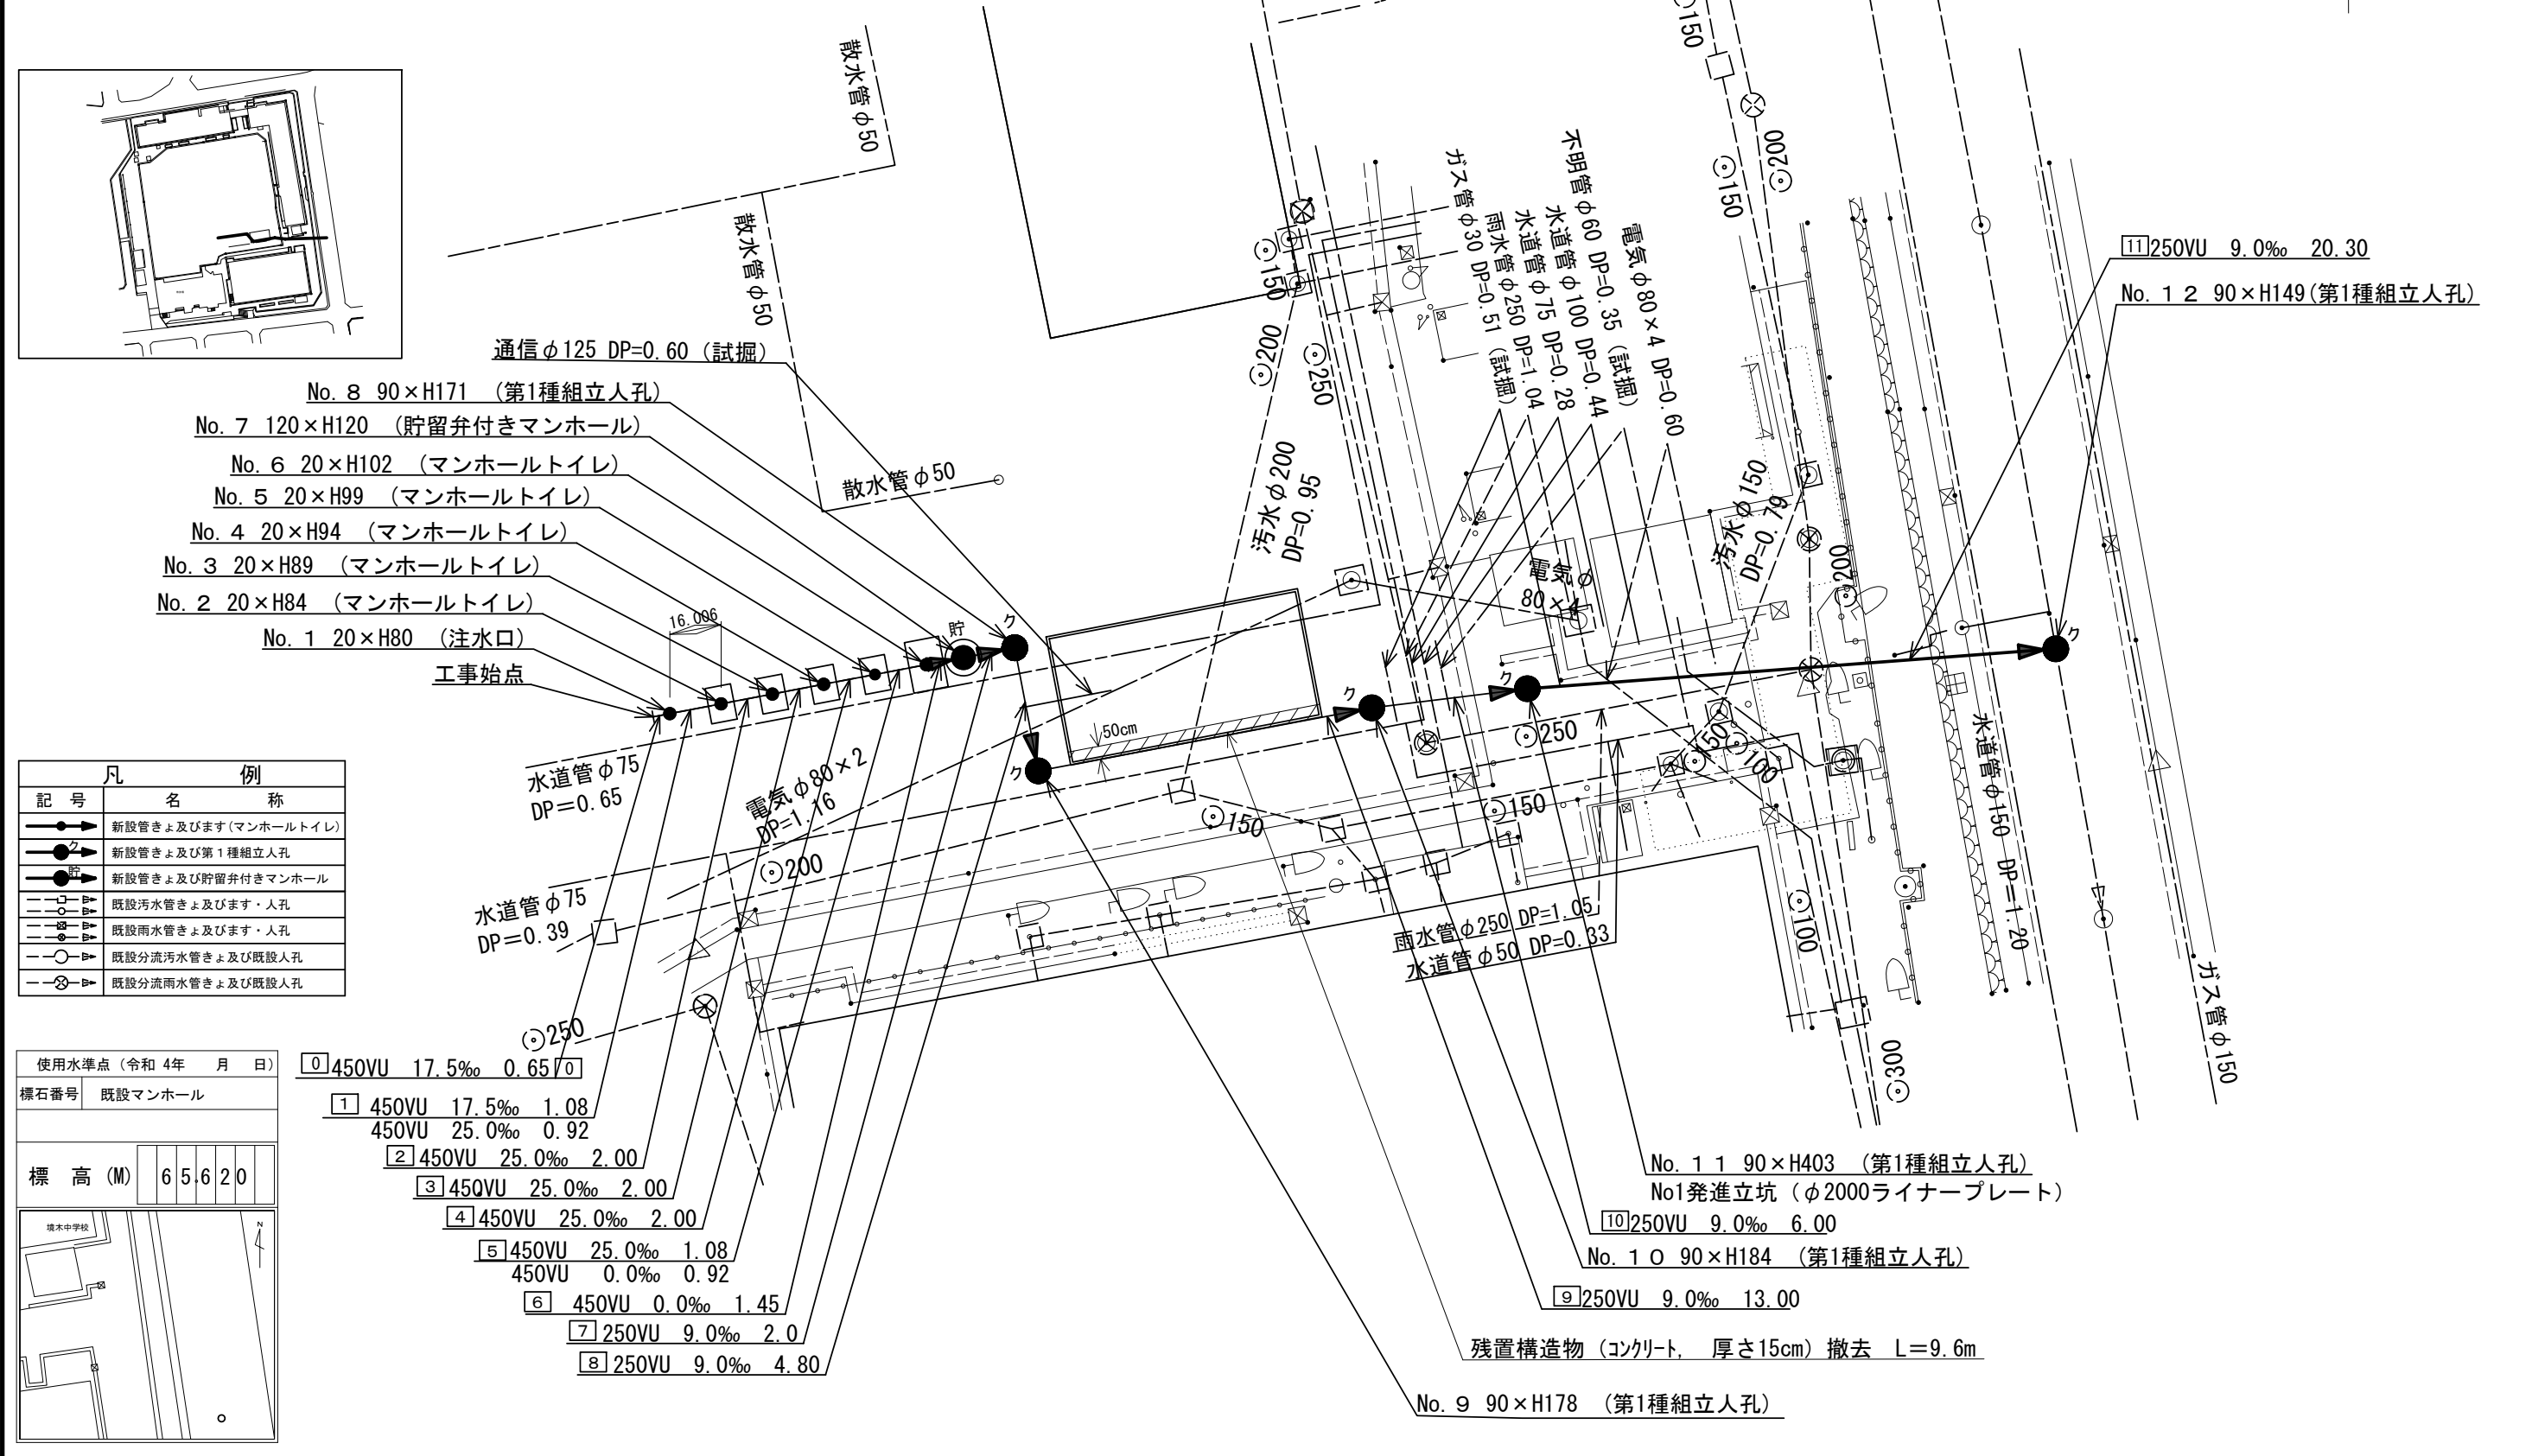 散水管φ50
散水管φ50
散水管φ50
通信φ125 DP=0.60（試掘）
No.８ 90×H171 （第1種組立人孔）
No.７ 120×H120 （貯留弁付きマンホール）
No.６ 20×H102 （マンホールトイレ）
No.５ 20×H99 （マンホールトイレ）
No.４ 20×H94 （マンホールトイレ）
No.３ 20×H89 （マンホールトイレ）
No.２ 20×H84 （マンホールトイレ）
No.１ 20×H80 （注水口）
工事始点
16.006
貯
ク
ク
ク
ク
ク
50cm
150
200
150
150
200
250
汚水φ200
DP=0.95
ガス管φ30 DP=0.51（試掘）
雨水管φ250 DP=1.04
水道管φ75 DP=0.28
水道管φ100 DP=0.44
不明管φ60 DP=0.35（試掘）
電気φ80×4 DP=0.60
150
200
汚水φ150
DP=0.79
電気φ
80×4
11 250VU 9.0‰ 20.30
No.１２ 90×H149(第1種組立人孔)
水道管φ75
DP＝0.65
電気φ80×2
DP=1.16
水道管φ75
DP＝0.39
200
150
250
150
150
100
250
100
300
雨水管φ250 DP=1.05
水道管φ50 DP=0.33
水道管φ150 DP=1.20
ガス管φ150
凡 例
記 号 名 称
新設管きょ及びます(マンホールトイレ)
ク 新設管きょ及び第１種組立人孔
貯 新設管きょ及び貯留弁付きマンホール
既設汚水管きょ及びます・人孔
既設雨水管きょ及びます・人孔
既設分流汚水管きょ及び既設人孔
既設分流雨水管きょ及び既設人孔
使用水準点（令和 4年 月 日）
標石番号 既設マンホール
標 高 (M) 65.620
境木中学校
N
0 450VU 17.5‰ 0.65 0
1 450VU 17.5‰ 1.08
450VU 25.0‰ 0.92
2 450VU 25.0‰ 2.00
3 450VU 25.0‰ 2.00
4 450VU 25.0‰ 2.00
5 450VU 25.0‰ 1.08
450VU 0.0‰ 0.92
6 450VU 0.0‰ 1.45
7 250VU 9.0‰ 2.0
8 250VU 9.0‰ 4.80
No.１１ 90×H403 （第1種組立人孔）
No1発進立坑（φ2000ライナープレート）
10 250VU 9.0‰ 6.00
No.１０ 90×H184 （第1種組立人孔）
9 250VU 9.0‰ 13.00
残置構造物（ｺﾝｸﾘｰﾄ, 厚さ15cm）撤去 L＝9.6m
No.９ 90×H178 （第1種組立人孔）